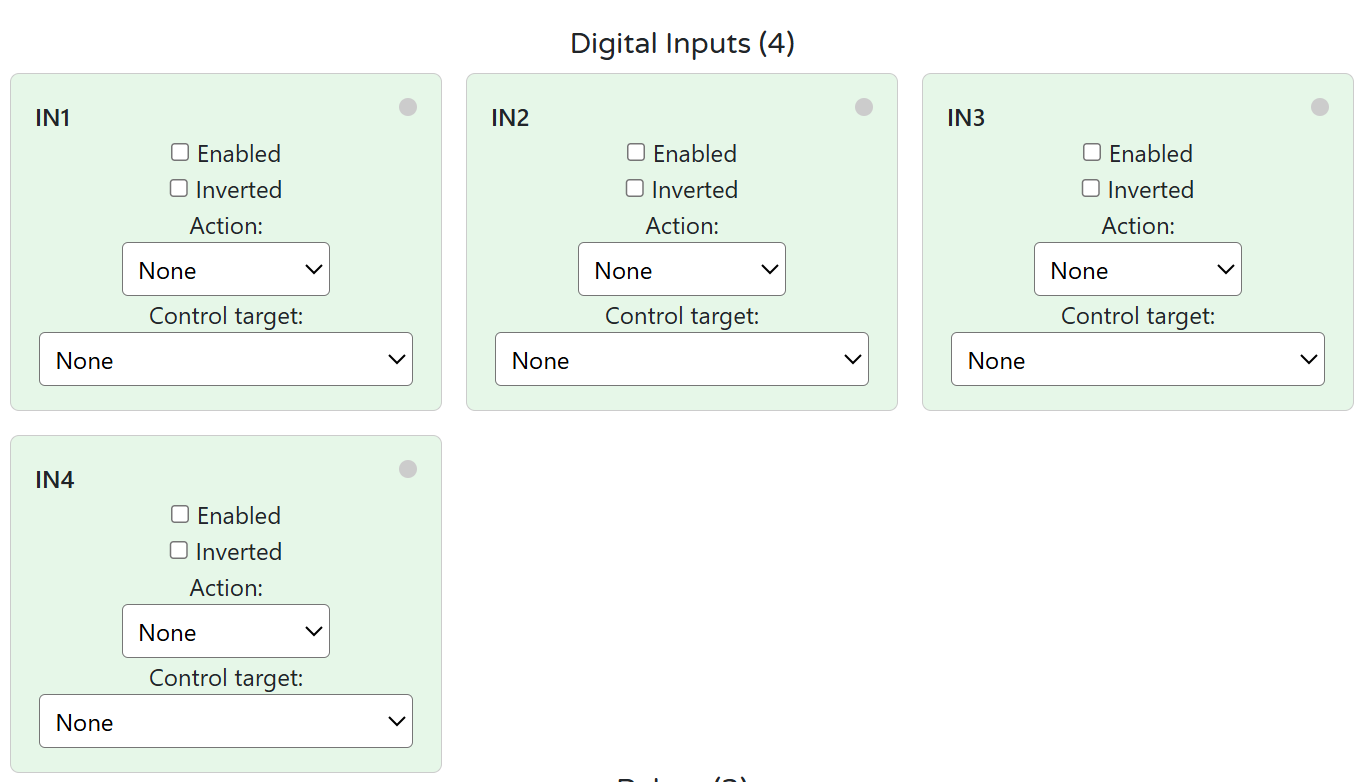 Digital Inputs (4)
IN1
Enabled
Inverted
Action:
None
Control target:
None
IN2
Enabled
Inverted
Action:
None
Control target:
None
IN3
Enabled
Inverted
Action:
None
Control target:
None
IN4
Enabled
Inverted
Action:
None
Control target:
None